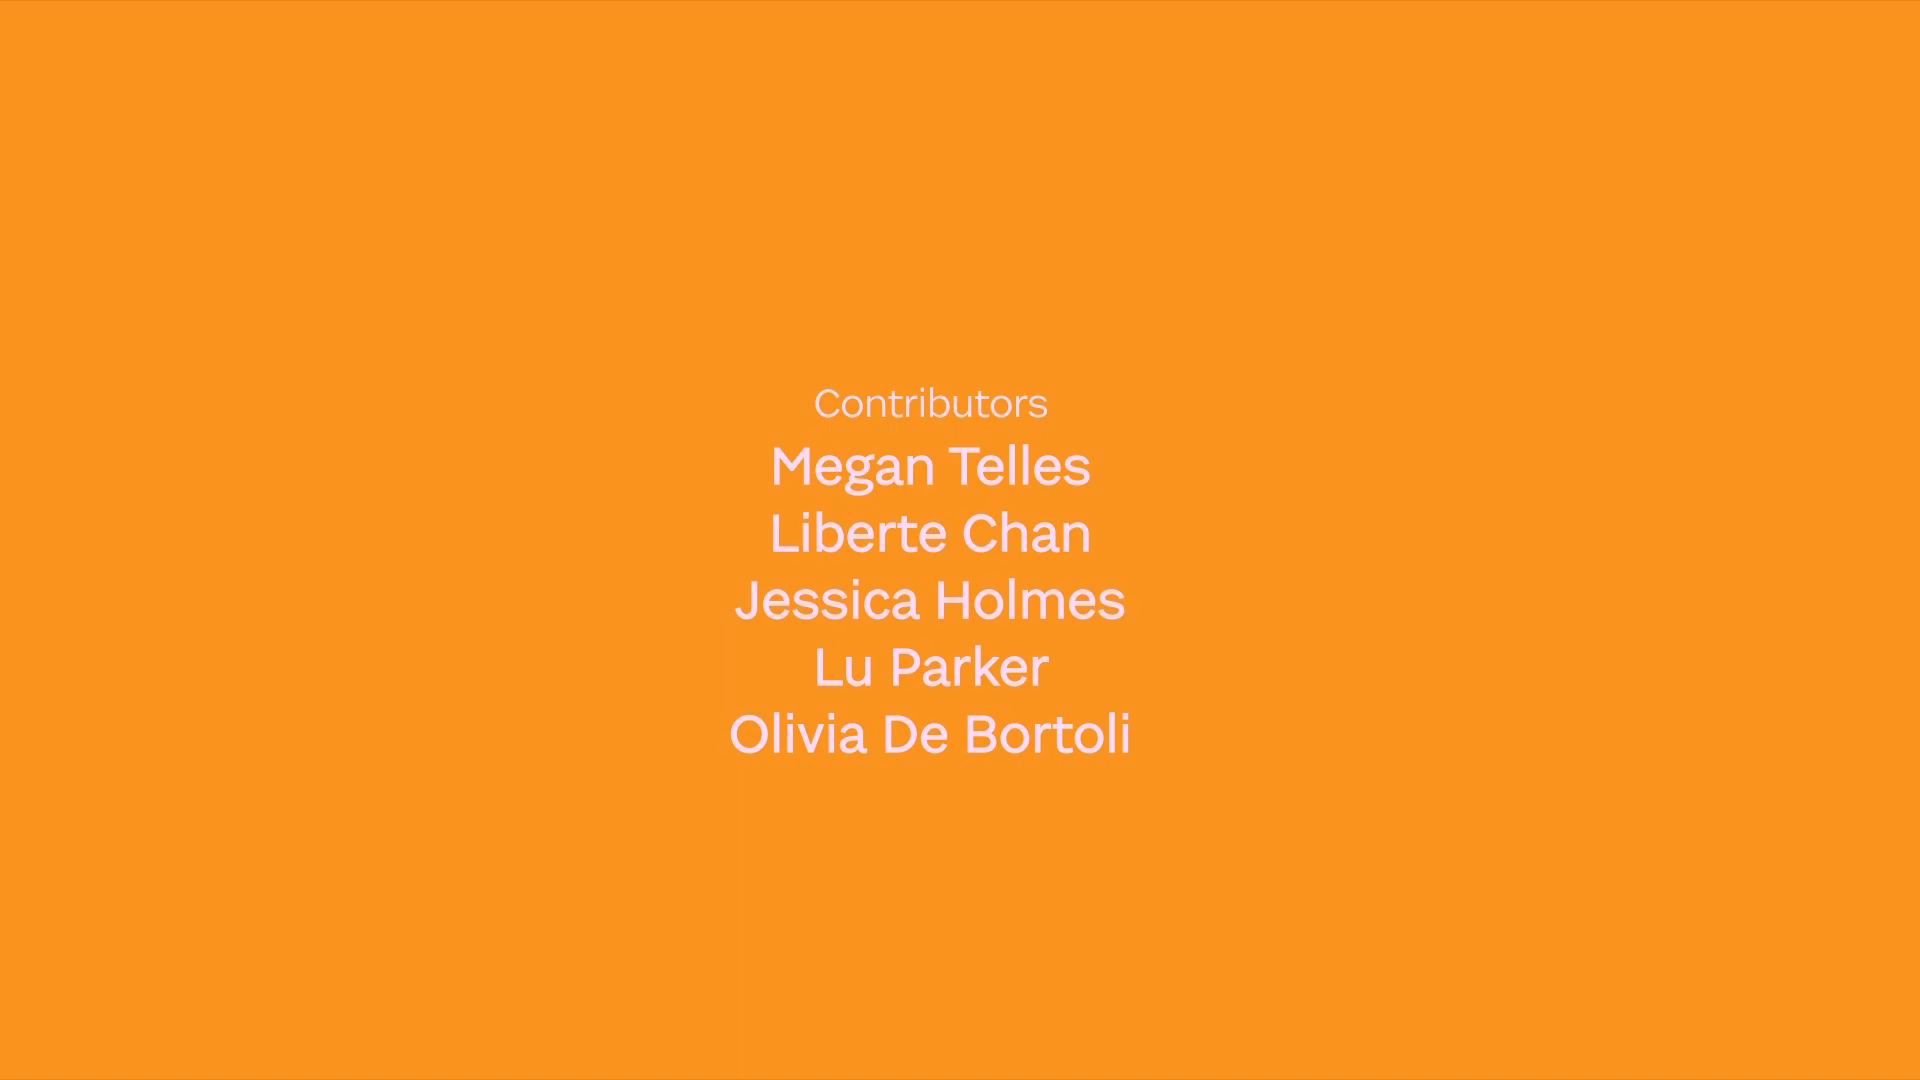 Contributors
Megan Telles
Liberte Chan
Jessica Holmes
Lu Parker
Olivia De Bortoli